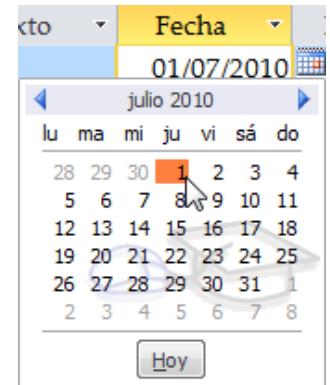 xto Fecha
01/07/2010
julio 2010
lu ma mi ju vi sá do
28 29 30 1 2 3 4
5 6 7 8 9 10 11
12 13 14 15 16 17 18
19 20 21 22 23 24 25
26 27 28 29 30 31 1
2 3 4 5 6 7 8
Hoy